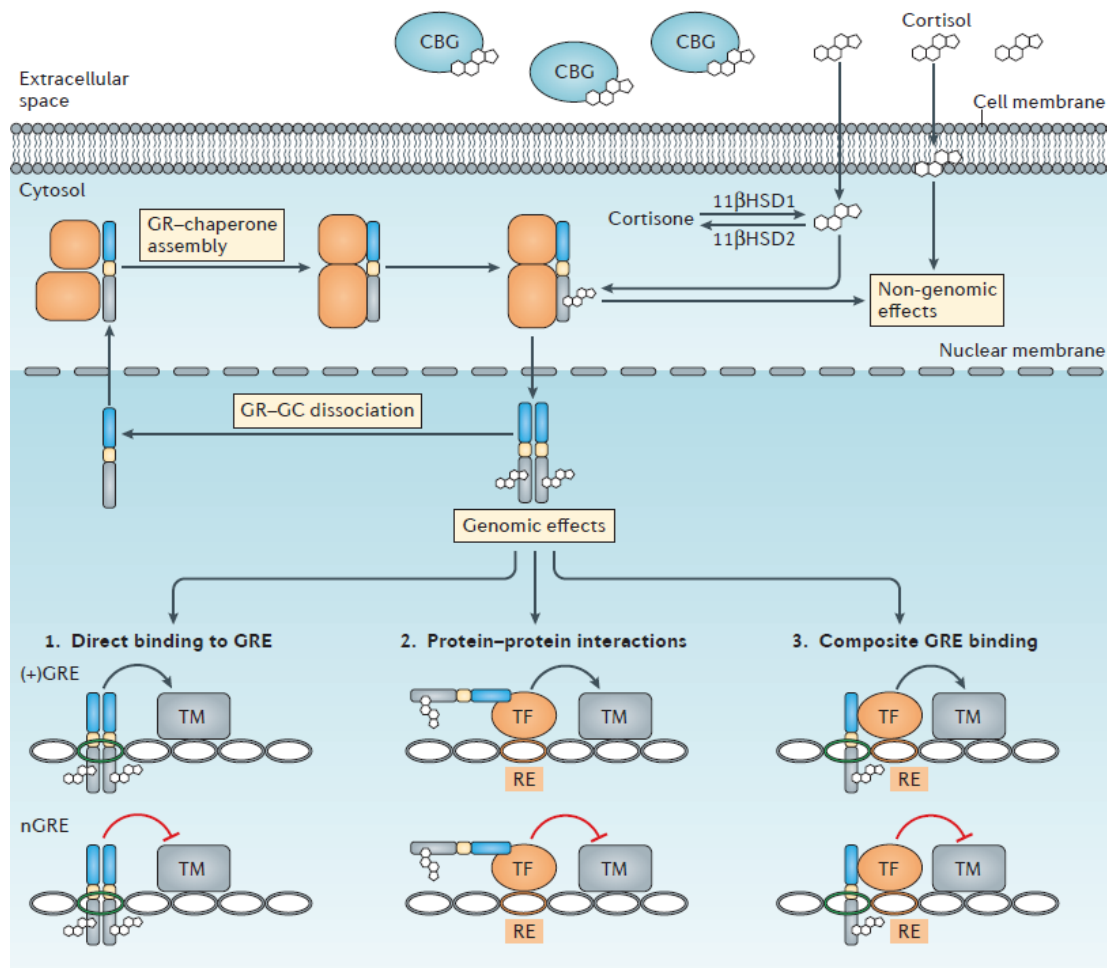 CBG
CBG
CBG
Cortisol
Extracellular
space
Cell membrane
Cytosol
GR–chaperone
assembly
Cortisone
11βHSD1
11βHSD2
Non-genomic
effects
Nuclear membrane
GR–GC dissociation
Genomic effects
1. Direct binding to GRE
2. Protein–protein interactions
3. Composite GRE binding
(+)GRE
TM
TF
TM
TF
TM
RE
RE
nGRE
TM
TF
TM
TF
TM
RE
RE